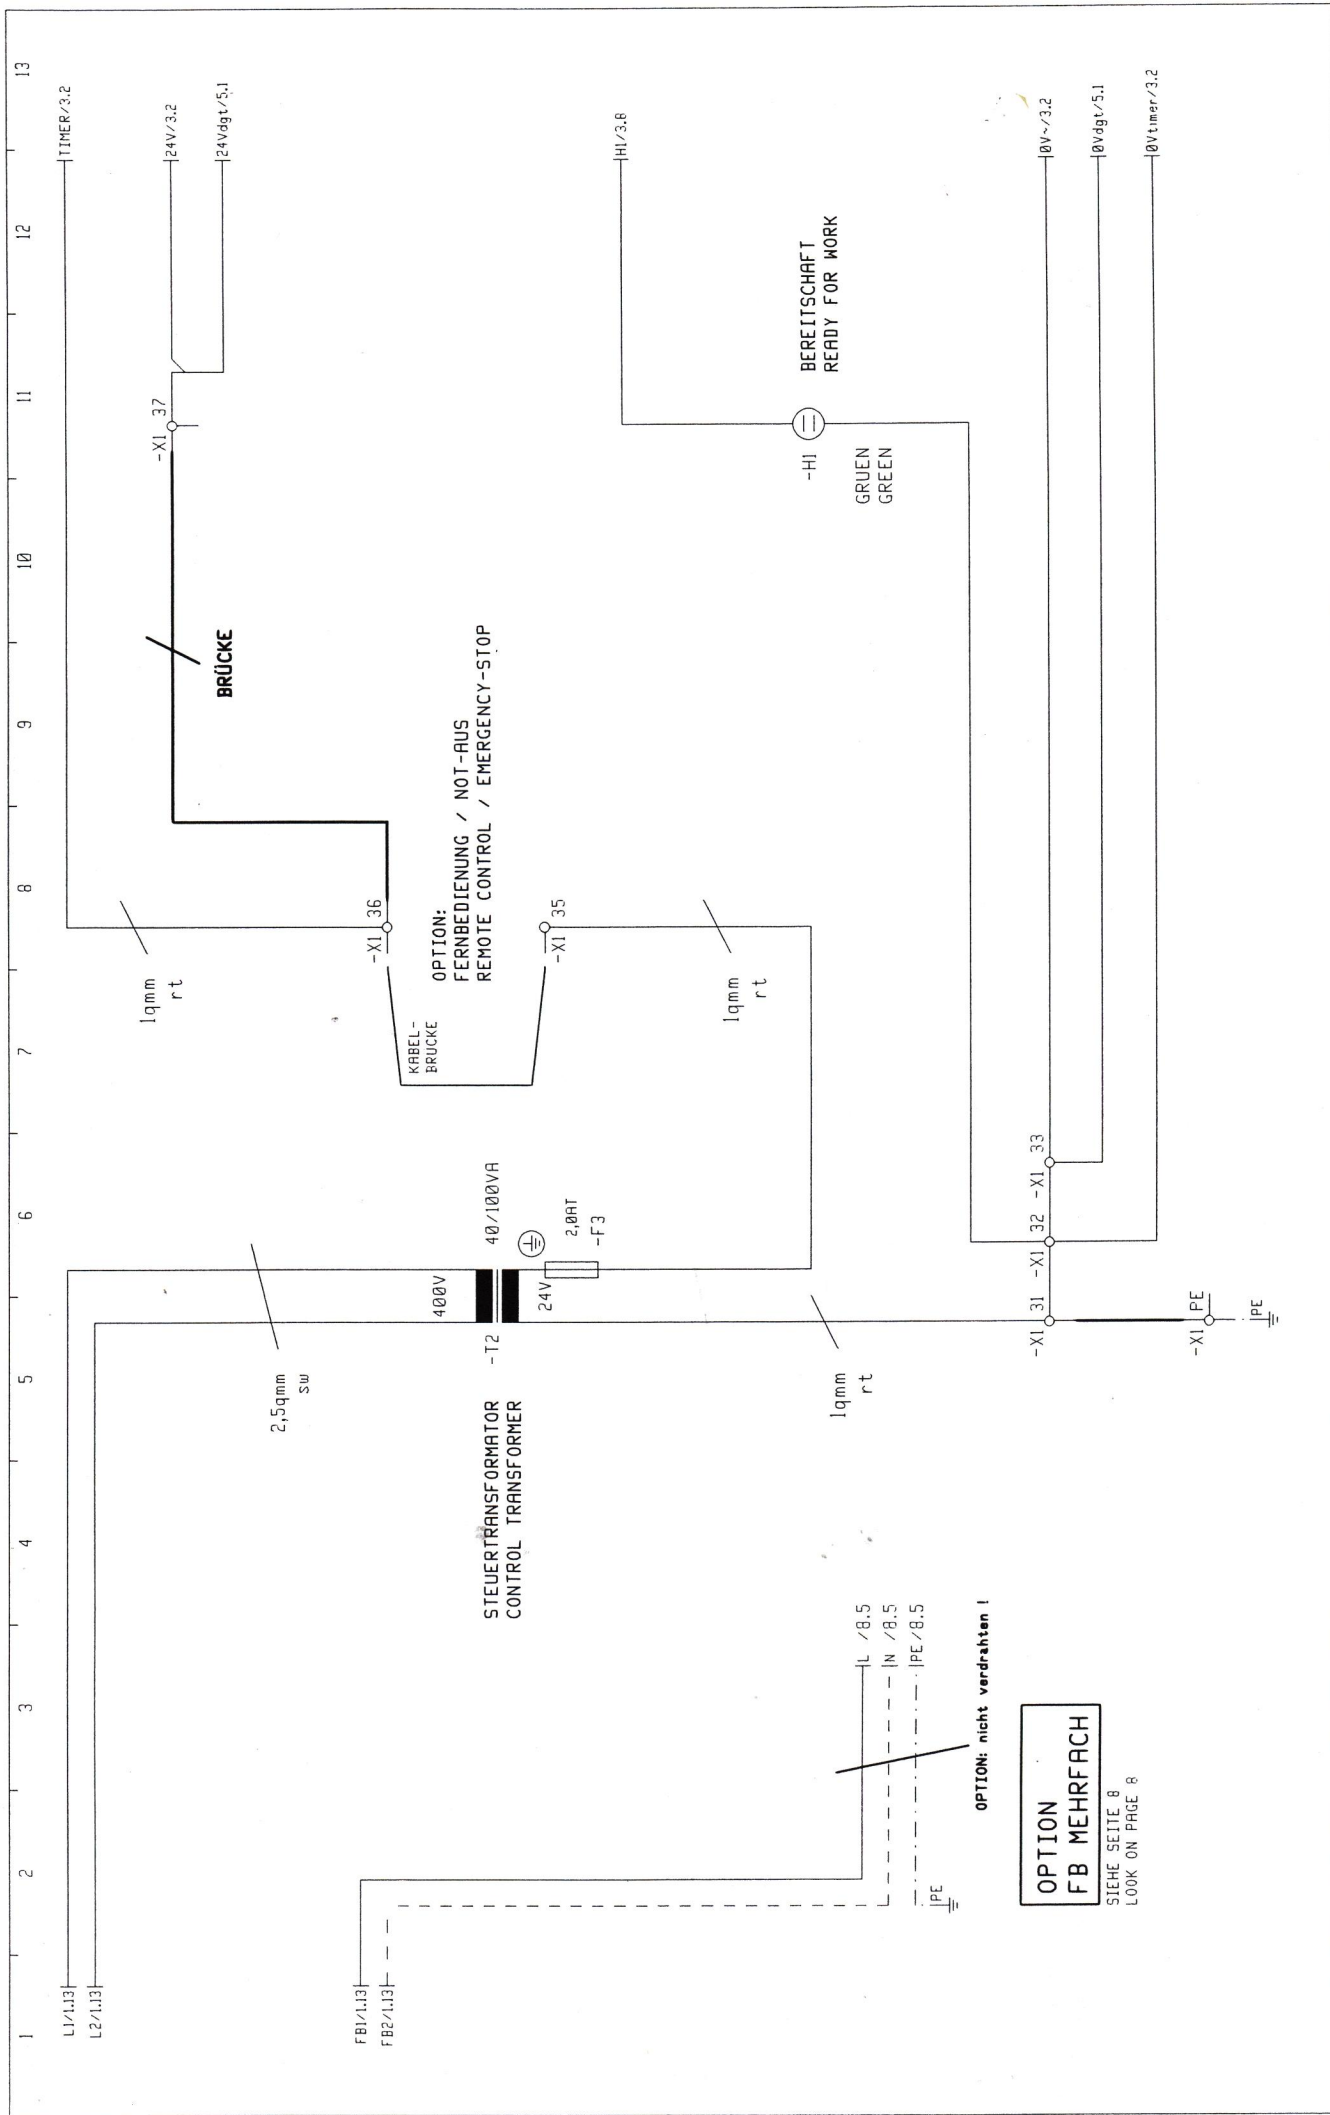 1 2 3 4 5 6 7 8 9 10 11 12 13
L1/1.13
L2/1.13
TIMER/3.2
24V/3.2
24Vdgt/5.1
-X1 37
BRÜCKE
1qmm
rt
2,5qmm
sw
FB1/1.13
FB2/1.13
-X1 36
KABEL-
BRUCKE
OPTION:
FERNBEDIENUNG / NOT-AUS
REMOTE CONTROL / EMERGENCY-STOP
-X1 35
400V
40/100VA
-T2
24V
2,0AT
-F3
STEUERTRANSFORMATOR
CONTROL TRANSFORMER
H1/3.8
-H1
BEREITSCHAFT
READY FOR WORK
GRUEN
GREEN
1qmm
rt
1qmm
rt
L /8.5
N /8.5
PE/8.5
PE
OPTION: nicht verdrahten !
OPTION
FB MEHRFACH
SIEHE SEITE 8
LOOK ON PAGE 8
-X1 31
-X1 32
-X1 33
0V~/3.2
0Vdgt/5.1
0Vtimer/3.2
-X1 PE
PE